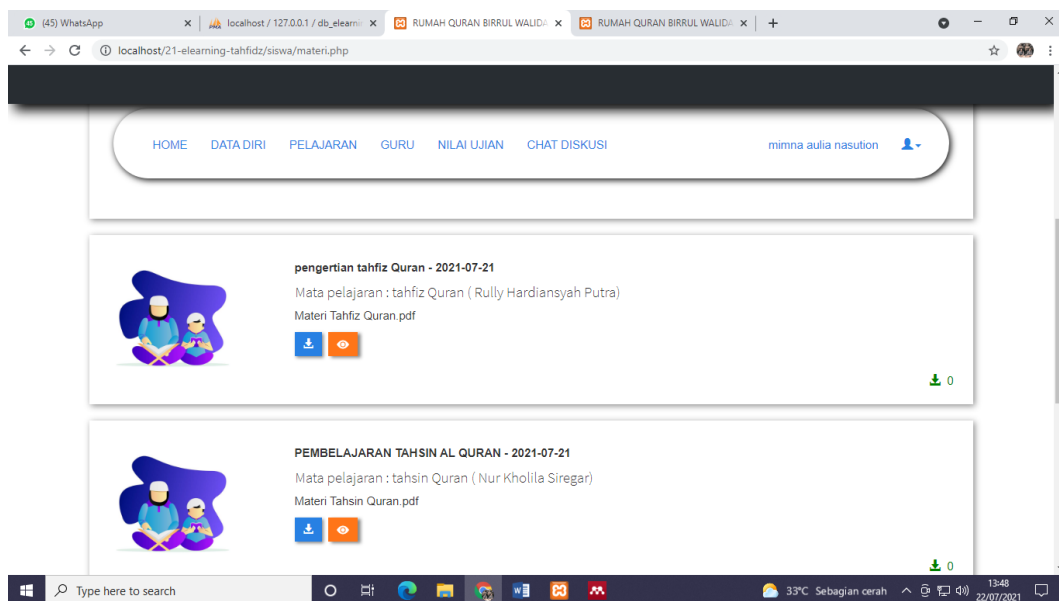 (45) WhatsApp
localhost / 127.0.0.1 / db_elearni
RUMAH QURAN BIRRUL WALIDA
RUMAH QURAN BIRRUL WALIDA
localhost/21-elearning-tahfidz/siswa/materi.php
HOME DATA DIRI PELAJARAN GURU NILAI UJIAN CHAT DISKUSI mimna aulia nasution
pengertian tahfiz Quran - 2021-07-21
Mata pelajaran : tahfiz Quran ( Rully Hardiansyah Putra)
Materi Tahfiz Quran.pdf
0
PEMBELAJARAN TAHSIN AL QURAN - 2021-07-21
Mata pelajaran : tahsin Quran ( Nur Kholila Siregar)
Materi Tahsin Quran.pdf
0
Type here to search
33°C Sebagian cerah
13:48
22/07/2021